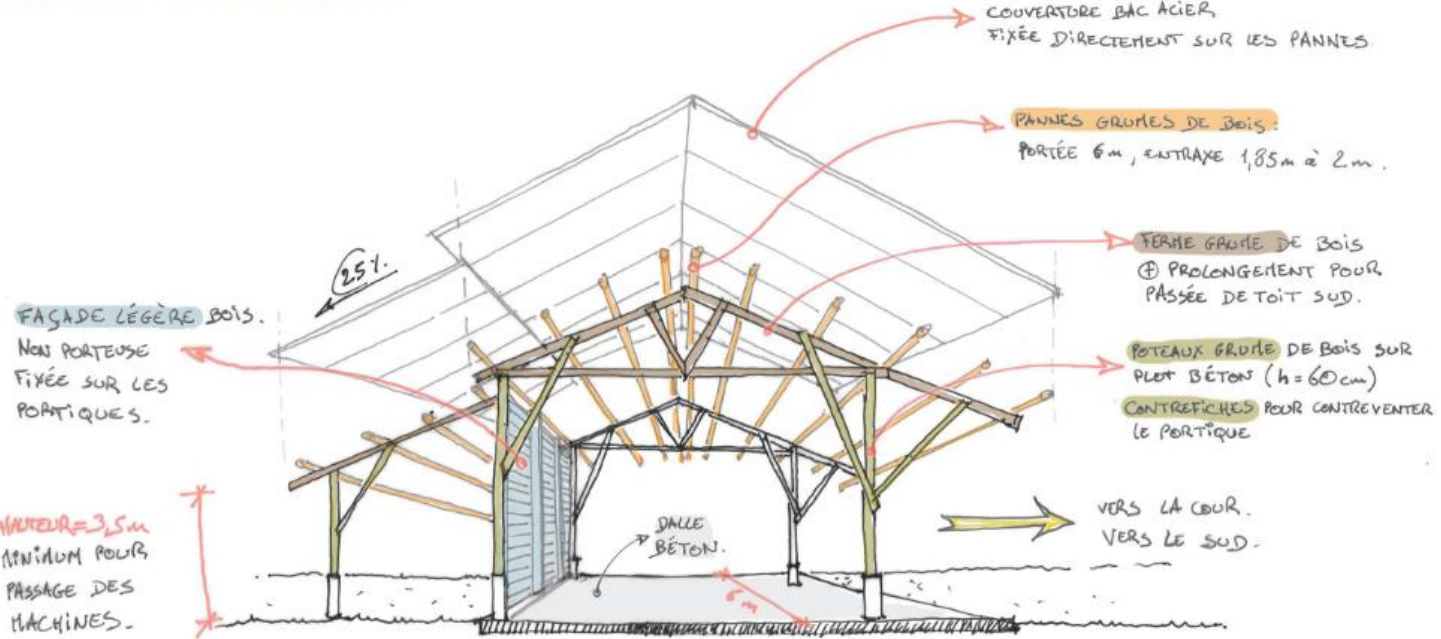 COUVERTURE BAC ACIER
FIXÉE DIRECTEMENT SUR LES PANNES
PANNES GRUMES DE BOIS :
PORTÉE 6m, ENTRAXE 1,85m à 2m.
FERME GRUME DE BOIS
⊕ PROLONGEMENT POUR
PASSÉE DE TOIT SUD.
25%
FAÇADE LÉGÈRE BOIS.
NON PORTEUSE
FIXÉE SUR LES
PORTIQUES.
POTEAUX GRUME DE BOIS SUR
PLOT BÉTON (h=60cm)
CONTREFICHES POUR CONTREVENTER
LE PORTIQUE
HAUTEUR=3,5m
MINIMUM POUR
PASSAGE DES
MACHINES.
DALLE
BÉTON.
6m
VERS LA COUR.
VERS LE SUD.